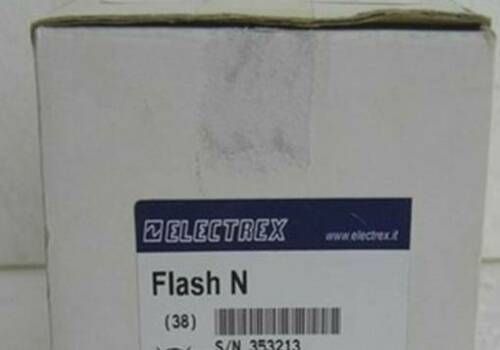 ELECTREX
www.electrex.it
Flash N
(38)
S/N 353213